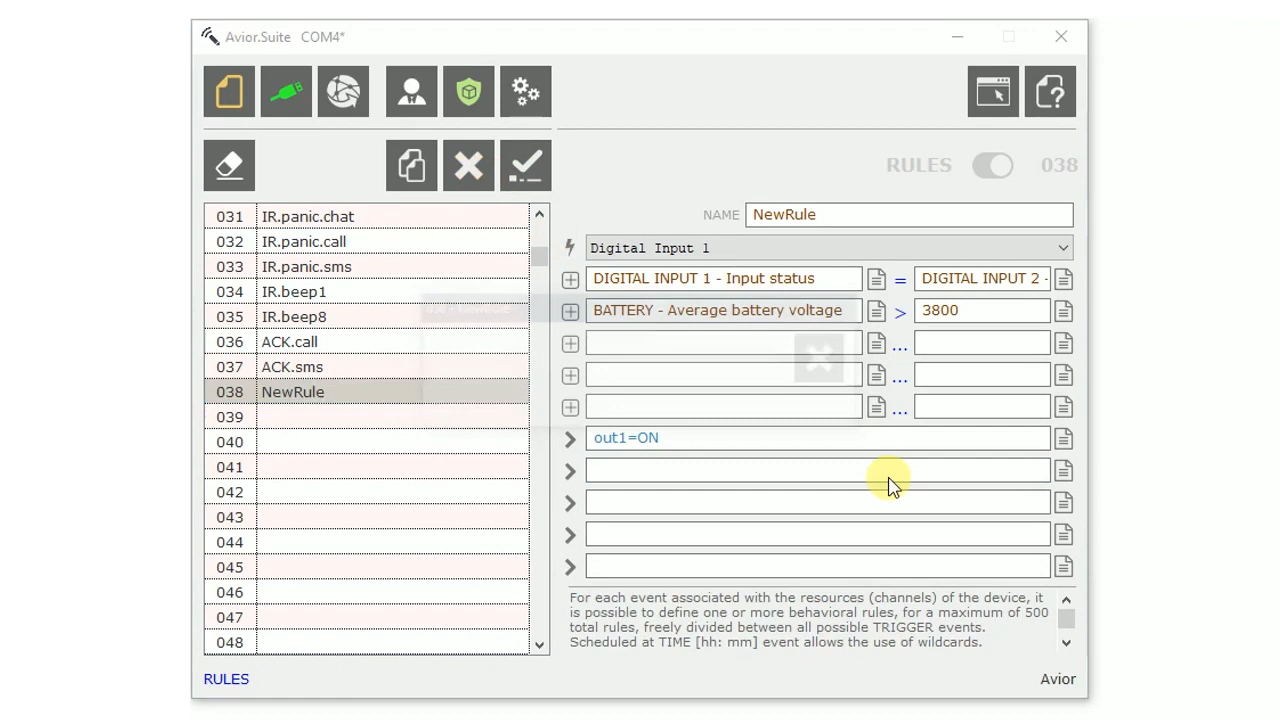 Avior.Suite COM4*
RULES 038
NAME NewRule
Digital Input 1
DIGITAL INPUT 1 - Input status = DIGITAL INPUT 2 -
BATTERY - Average battery voltage > 3800
...
...
...
out1=ON
031 IR.panic.chat
032 IR.panic.call
033 IR.panic.sms
034 IR.beep1
035 IR.beep8
036 ACK.call
037 ACK.sms
038 NewRule
039
040
041
042
043
044
045
046
047
048
For each event associated with the resources (channels) of the device, it
is possible to define one or more behavioral rules, for a maximum of 500
total rules, freely divided between all possible TRIGGER events.
Scheduled at TIME [hh: mm] event allows the use of wildcards.
RULES
Avior